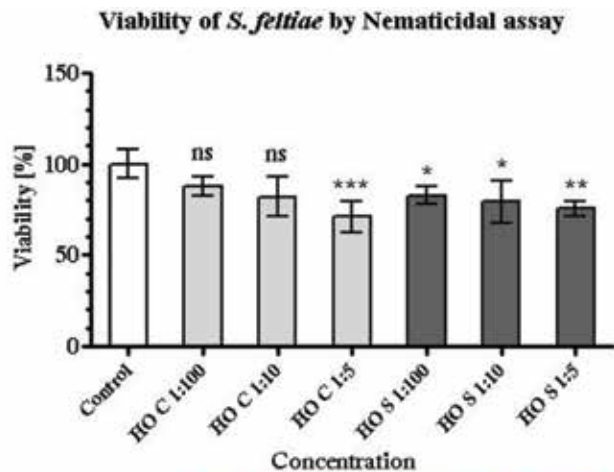 Viability of S. feltiae by Nematicidal assay
150
100
50
0
Viability [%]
ns
ns
***
*
*
**
Control
HO C 1:100
HO C 1:10
HO C 1:5
HO S 1:100
HO S 1:10
HO S 1:5
Concentration